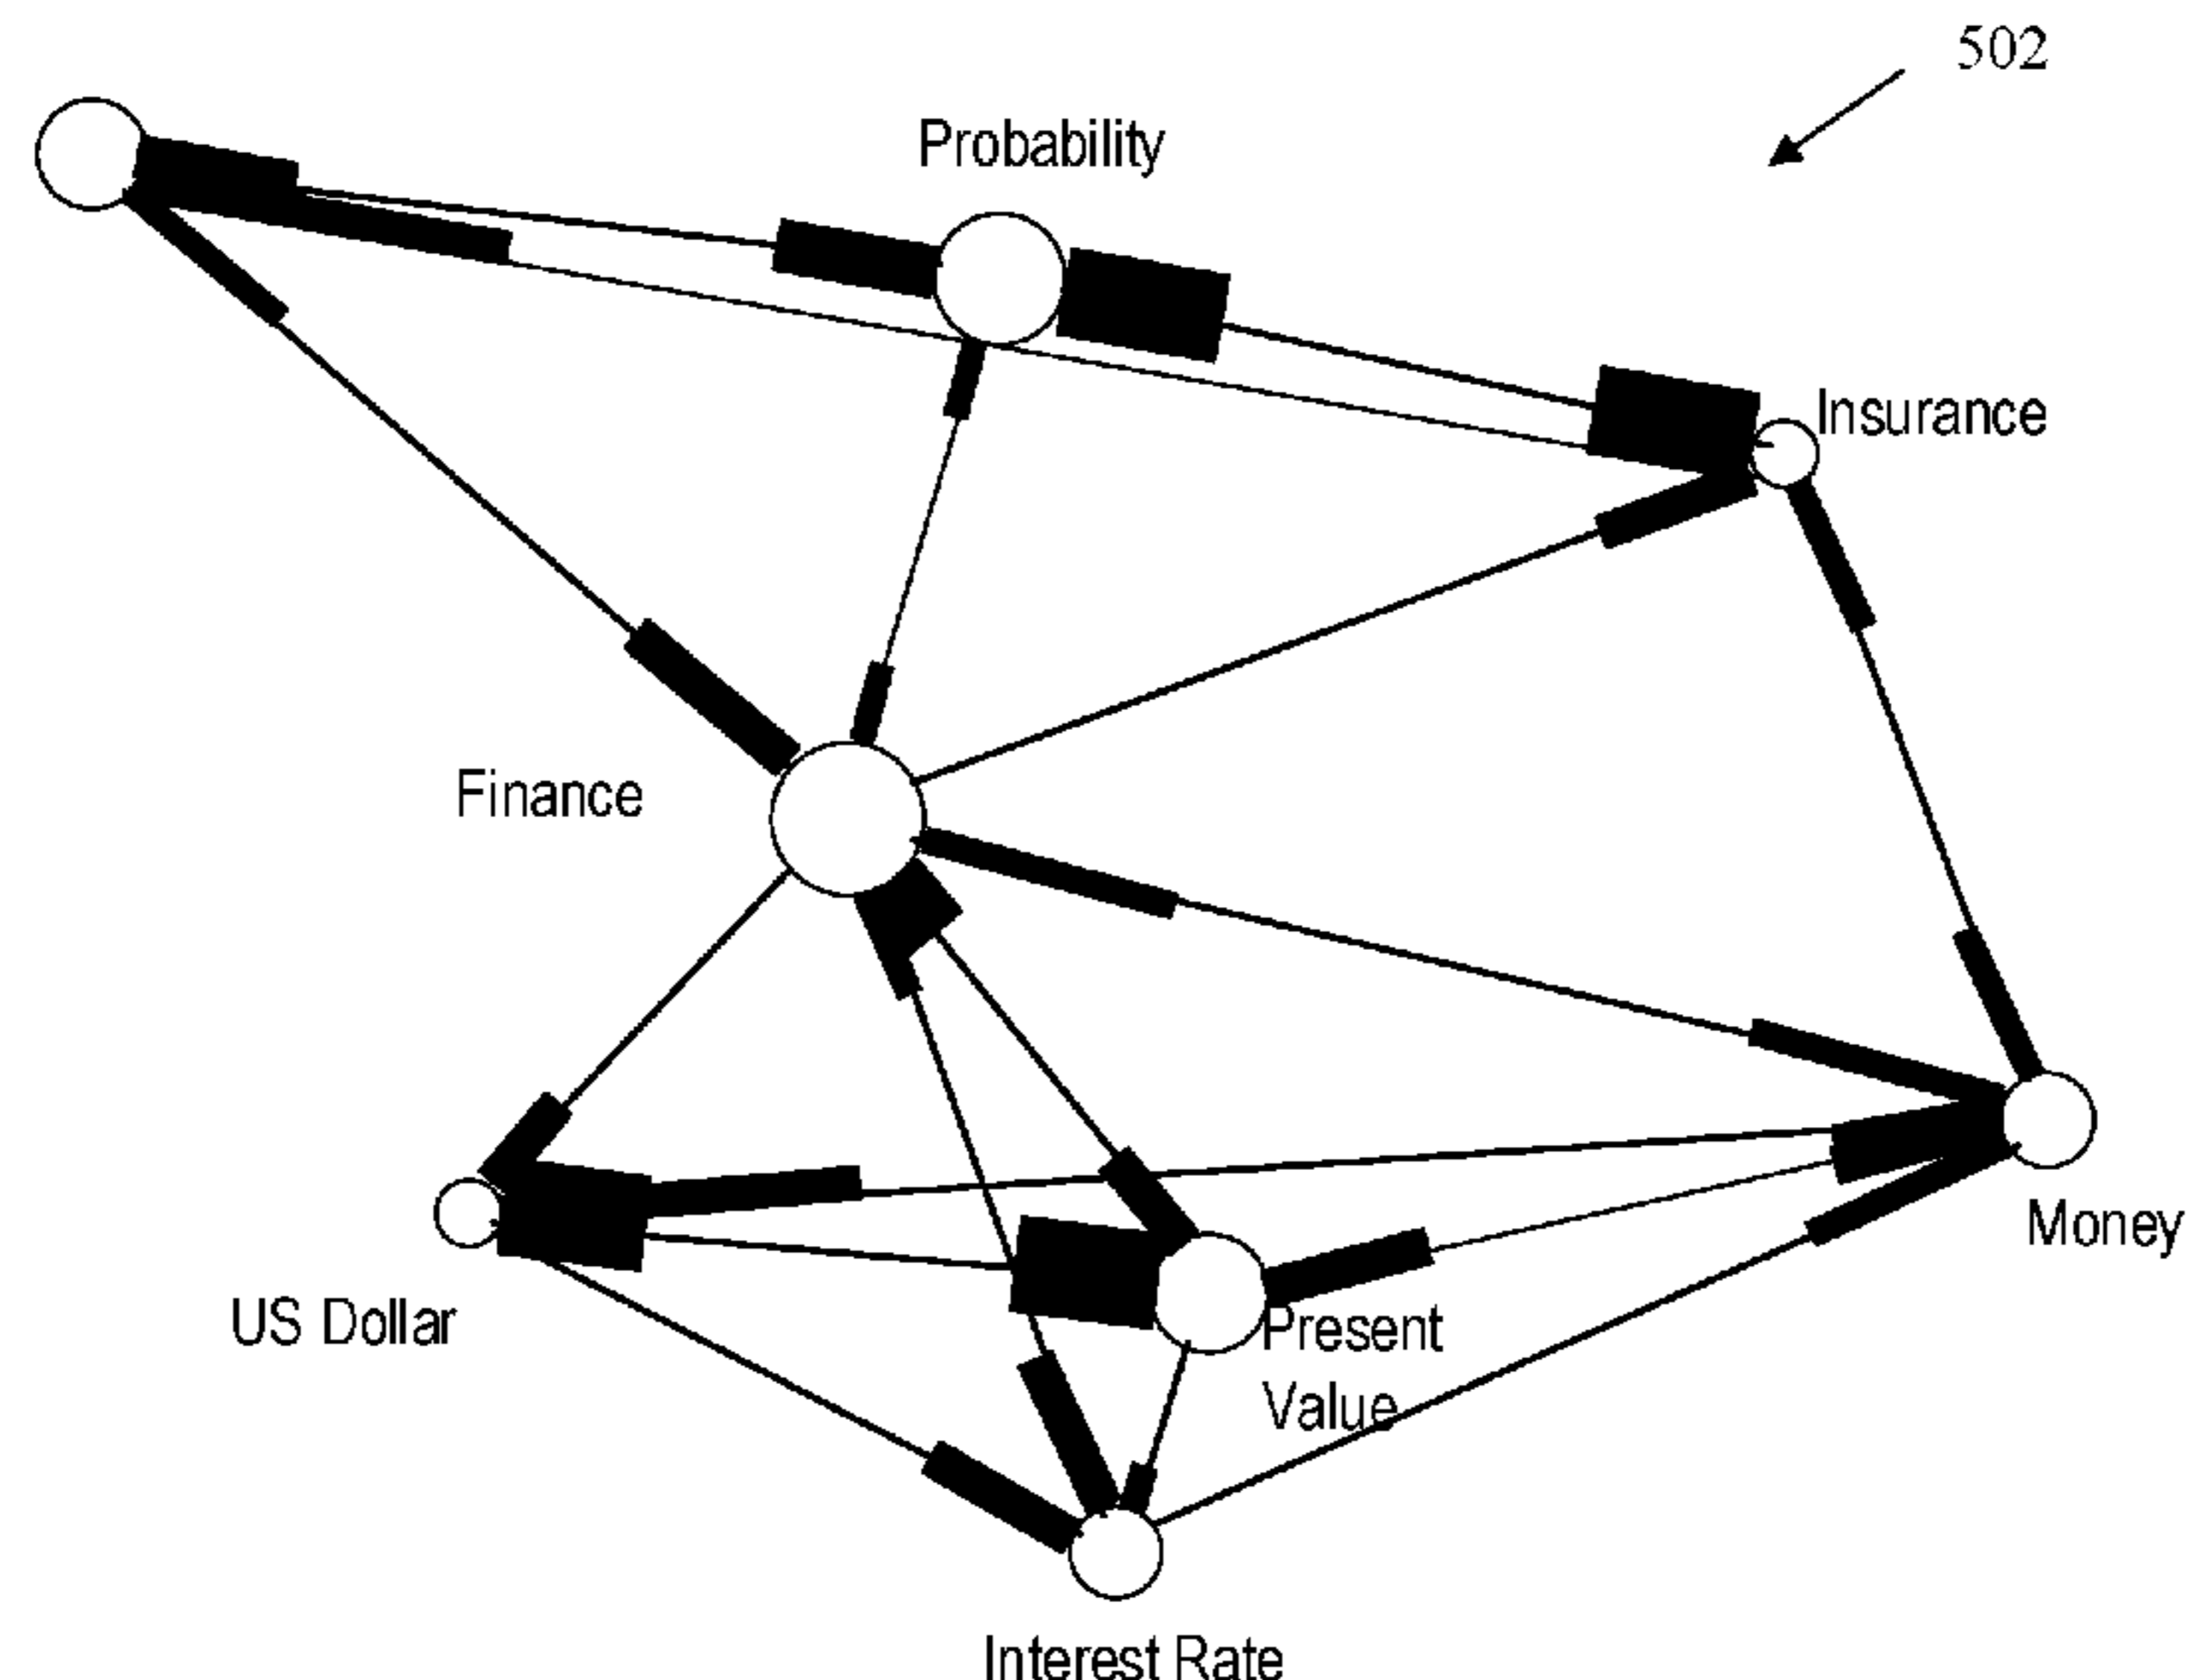 502
Probability
Insurance
Finance
Money
US Dollar
Present
Value
Interest Rate